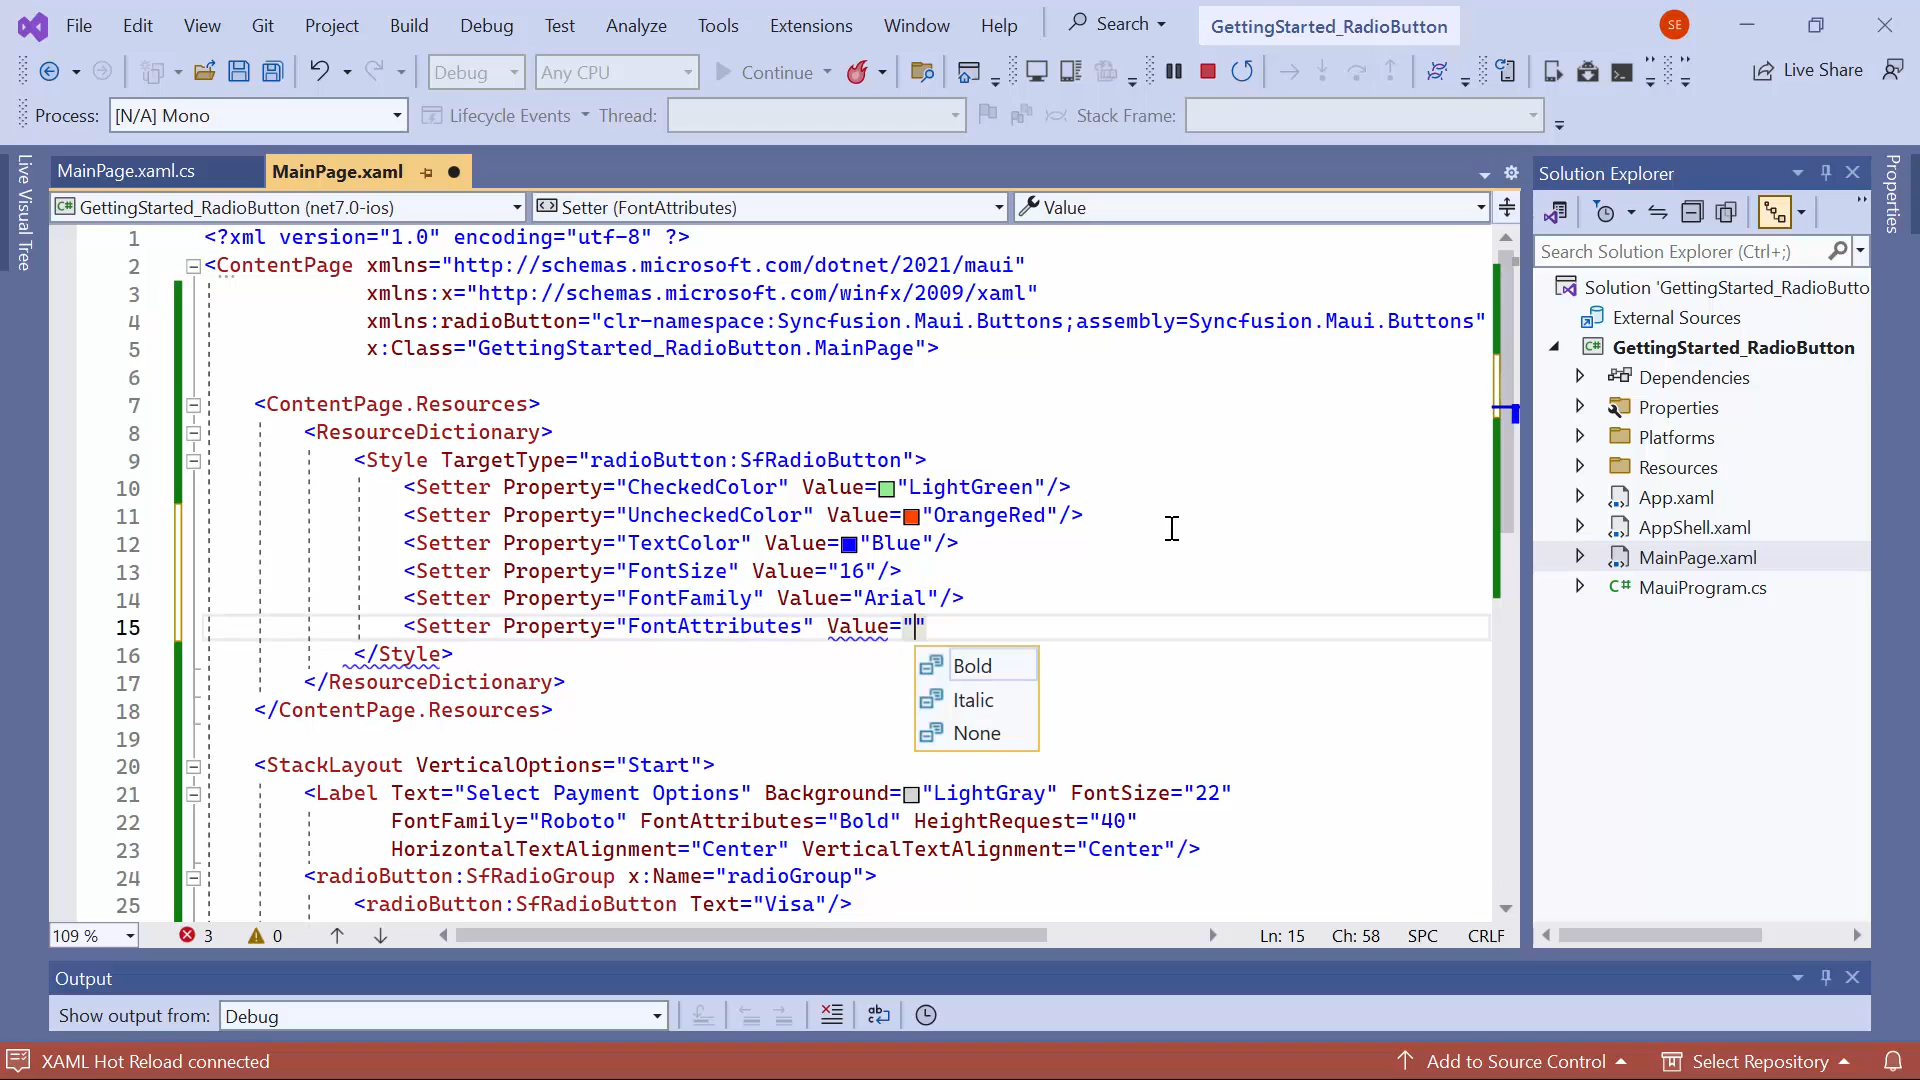 File Edit View Git Project Build Debug Test Analyze Tools Extensions Window Help Search GettingStarted_RadioButton SE
Debug Any CPU Continue Live Share
Process: [N/A] Mono Lifecycle Events Thread: Stack Frame:
Live Visual Tree
MainPage.xaml.cs MainPage.xaml
GettingStarted_RadioButton (net7.0-ios) Setter (FontAttributes) Value
1 <?xml version="1.0" encoding="utf-8" ?>
2 <ContentPage xmlns="http://schemas.microsoft.com/dotnet/2021/maui"
3 xmlns:x="http://schemas.microsoft.com/winfx/2009/xaml"
4 xmlns:radioButton="clr-namespace:Syncfusion.Maui.Buttons;assembly=Syncfusion.Maui.Buttons"
5 x:Class="GettingStarted_RadioButton.MainPage">
6
7 <ContentPage.Resources>
8 <ResourceDictionary>
9 <Style TargetType="radioButton:SfRadioButton">
10 <Setter Property="CheckedColor" Value="LightGreen"/>
11 <Setter Property="UncheckedColor" Value="OrangeRed"/>
12 <Setter Property="TextColor" Value="Blue"/>
13 <Setter Property="FontSize" Value="16"/>
14 <Setter Property="FontFamily" Value="Arial"/>
15 <Setter Property="FontAttributes" Value=""
16 </Style>
17 </ResourceDictionary>
18 </ContentPage.Resources>
19
20 <StackLayout VerticalOptions="Start">
21 <Label Text="Select Payment Options" Background="LightGray" FontSize="22"
22 FontFamily="Roboto" FontAttributes="Bold" HeightRequest="40"
23 HorizontalTextAlignment="Center" VerticalTextAlignment="Center"/>
24 <radioButton:SfRadioGroup x:Name="radioGroup">
25 <radioButton:SfRadioButton Text="Visa"/>
Bold
Italic
None
109 % 3 0 Ln: 15 Ch: 58 SPC CRLF
Solution Explorer
Search Solution Explorer (Ctrl+;)
Solution 'GettingStarted_RadioButto
External Sources
GettingStarted_RadioButton
Dependencies
Properties
Platforms
Resources
App.xaml
AppShell.xaml
MainPage.xaml
C# MauiProgram.cs
Properties
Output
Show output from: Debug
XAML Hot Reload connected Add to Source Control Select Repository